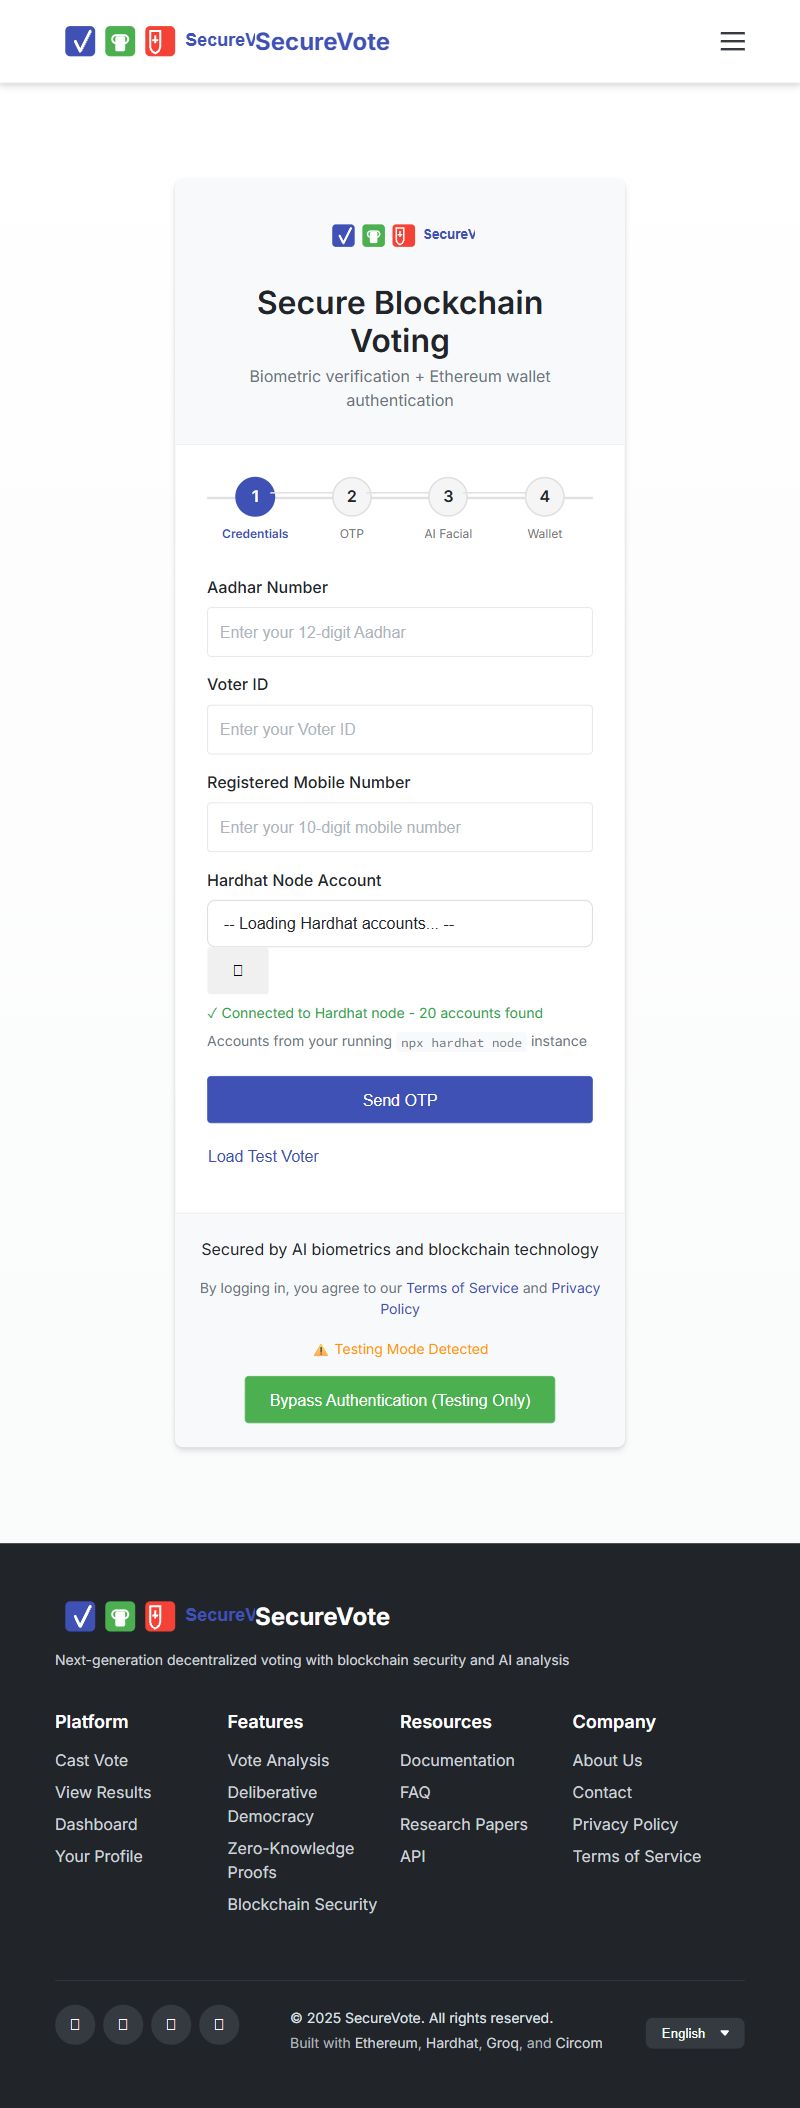 SecureV SecureVote
SecureV
Secure Blockchain
Voting
Biometric verification + Ethereum wallet
authentication
1 2 3 4
Credentials OTP AI Facial Wallet
Aadhar Number
Enter your 12-digit Aadhar
Voter ID
Enter your Voter ID
Registered Mobile Number
Enter your 10-digit mobile number
Hardhat Node Account
-- Loading Hardhat accounts... --
✓ Connected to Hardhat node - 20 accounts found
Accounts from your running npx hardhat node instance
Send OTP
Load Test Voter
Secured by AI biometrics and blockchain technology
By logging in, you agree to our Terms of Service and Privacy
Policy
⚠ Testing Mode Detected
Bypass Authentication (Testing Only)
SecureV SecureVote
Next-generation decentralized voting with blockchain security and AI analysis
Platform
Cast Vote
View Results
Dashboard
Your Profile
Features
Vote Analysis
Deliberative
Democracy
Zero-Knowledge
Proofs
Blockchain Security
Resources
Documentation
FAQ
Research Papers
API
Company
About Us
Contact
Privacy Policy
Terms of Service
© 2025 SecureVote. All rights reserved.
Built with Ethereum, Hardhat, Groq, and Circom
English